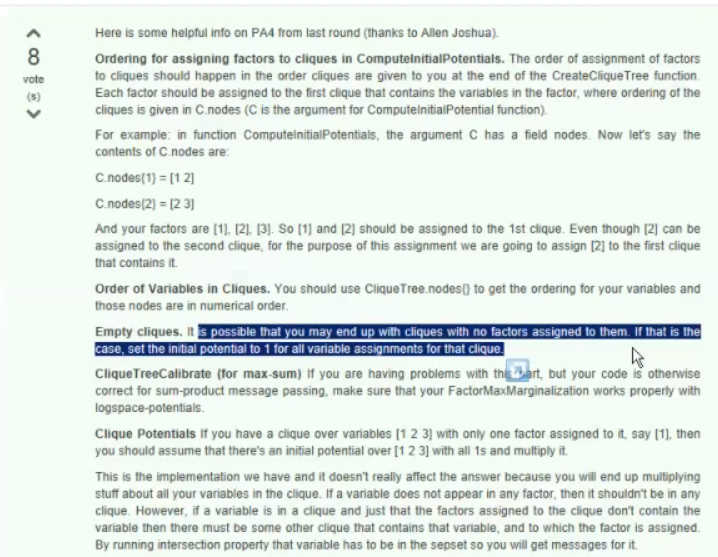 Here is some helpful info on PA4 from last round (thanks to Allen Joshua).
8
vote
(s)
Ordering for assigning factors to cliques in ComputeInitialPotentials. The order of assignment of factors
to cliques should happen in the order cliques are given to you at the end of the CreateCliqueTree function.
Each factor should be assigned to the first clique that contains the variables in the factor, where ordering of the
cliques is given in C.nodes (C is the argument for ComputeInitialPotential function).
For example: in function ComputeInitialPotentials, the argument C has a field nodes. Now let's say the
contents of C.nodes are:
C.nodes{1} = [1 2]
C.nodes{2} = [2 3]
And your factors are [1], [2], [3]. So [1] and [2] should be assigned to the 1st clique. Even though [2] can be
assigned to the second clique, for the purpose of this assignment we are going to assign [2] to the first clique
that contains it.
Order of Variables in Cliques. You should use CliqueTree.nodes{} to get the ordering for your variables and
those nodes are in numerical order.
Empty cliques. It is possible that you may end up with cliques with no factors assigned to them. If that is the
case, set the initial potential to 1 for all variable assignments for that clique.
CliqueTreeCalibrate (for max-sum) If you are having problems with this art, but your code is otherwise
correct for sum-product message passing, make sure that your FactorMaxMarginalization works properly with
logspace-potentials.
Clique Potentials If you have a clique over variables [1 2 3] with only one factor assigned to it, say [1], then
you should assume that there's an initial potential over [1 2 3] with all 1s and multiply it.
This is the implementation we have and it doesn't really affect the answer because you will end up multiplying
stuff about all your variables in the clique. If a variable does not appear in any factor, then it shouldn't be in any
clique. However, if a variable is in a clique and just that the factors assigned to the clique don't contain the
variable then there must be some other clique that contains that variable, and to which the factor is assigned.
By running intersection property that variable has to be in the sepset so you will get messages for it.